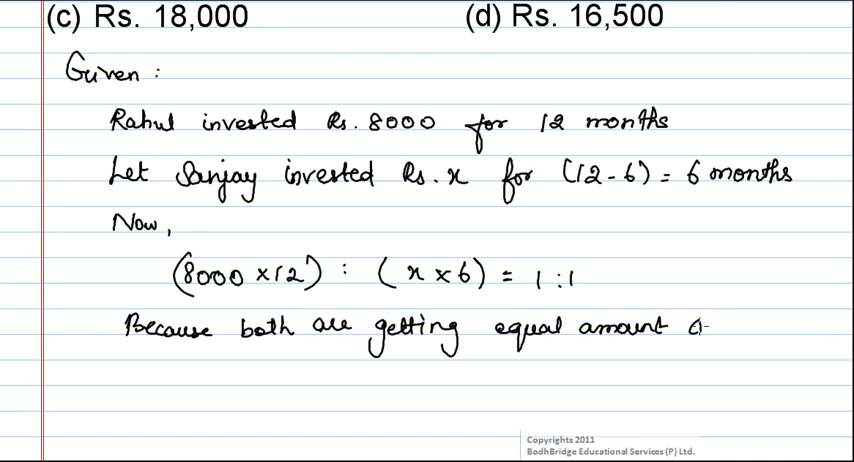 (c) Rs. 18,000 (d) Rs. 16,500
Given :
Rahul invested Rs. 8000 for 12 months
Let Sanjay invested Rs. x for (12 - 6) = 6 months
Now,
(8000 × 12) : (x × 6) = 1 : 1
Because both are getting equal amount
Copyrights 2011
BodhBridge Educational Services (P) Ltd.